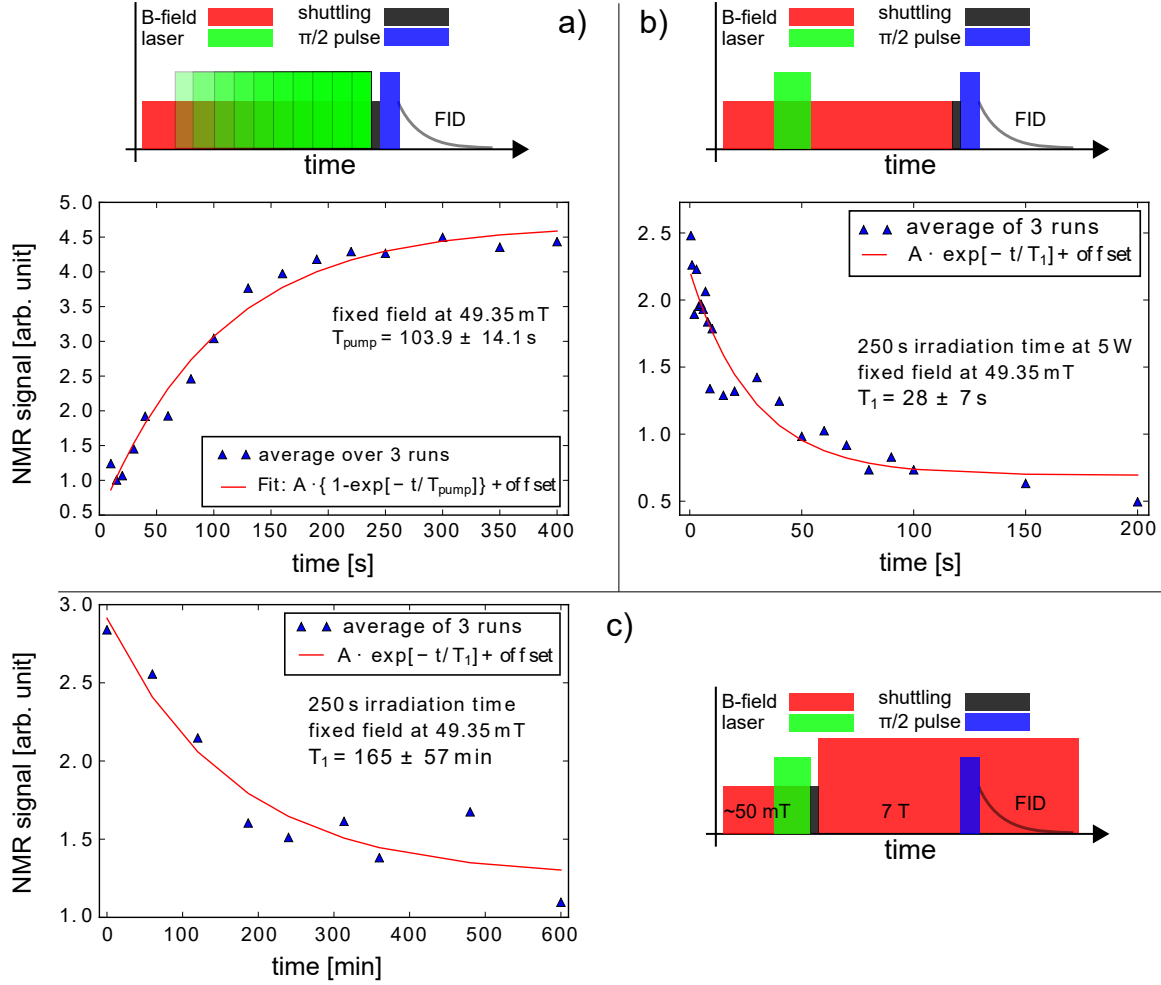 B-field
shuttling
laser
π/2 pulse
a)
FID
time
5.0
4.5
4.0
3.5
3.0
2.5
2.0
1.5
1.0
0.5
NMR signal [arb. unit]
fixed field at 49.35 mT
T_pump = 103.9 ± 14.1 s
average over 3 runs
Fit: A · { 1-exp[− t/ T_pump]} + offset
0 50 100 150 200 250 300 350 400
time [s]
b)
B-field
shuttling
laser
π/2 pulse
FID
time
2.5
2.0
1.5
1.0
0.5
average of 3 runs
A · exp[− t/ T_1] + offset
250 s irradiation time at 5 W
fixed field at 49.35 mT
T_1 = 28 ± 7 s
0 50 100 150 200
time [s]
3.0
2.5
2.0
1.5
1.0
NMR signal [arb. unit]
average of 3 runs
A · exp[− t/ T_1] + offset
250 s irradiation time
fixed field at 49.35 mT
T_1 = 165 ± 57 min
0 100 200 300 400 500 600
time [min]
c)
B-field
shuttling
laser
π/2 pulse
~50 mT
7 T
FID
time